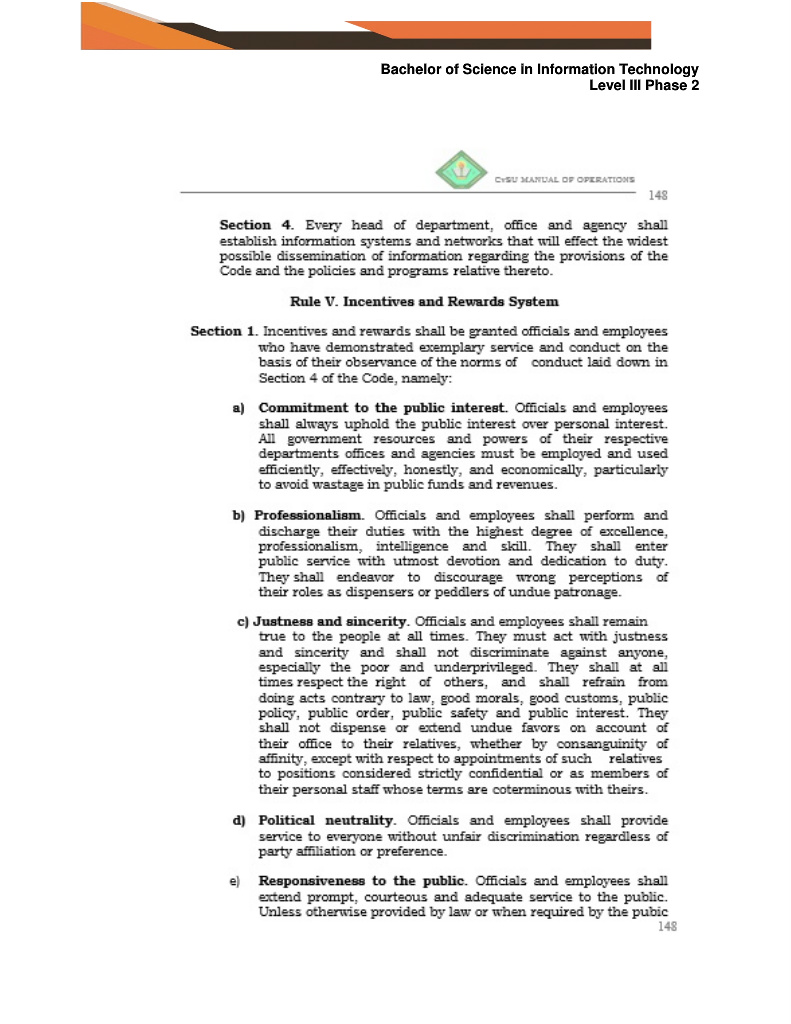 Bachelor of Science in Information Technology
Level III Phase 2
CvSU MANUAL OF OPERATIONS
148
Section 4. Every head of department, office and agency shall
establish information systems and networks that will effect the widest
possible dissemination of information regarding the provisions of the
Code and the policies and programs relative thereto.
Rule V. Incentives and Rewards System
Section 1. Incentives and rewards shall be granted officials and employees
who have demonstrated exemplary service and conduct on the
basis of their observance of the norms of conduct laid down in
Section 4 of the Code, namely:
a) Commitment to the public interest. Officials and employees
shall always uphold the public interest over personal interest.
All government resources and powers of their respective
departments offices and agencies must be employed and used
efficiently, effectively, honestly, and economically, particularly
to avoid wastage in public funds and revenues.
b) Professionalism. Officials and employees shall perform and
discharge their duties with the highest degree of excellence,
professionalism, intelligence and skill. They shall enter
public service with utmost devotion and dedication to duty.
They shall endeavor to discourage wrong perceptions of
their roles as dispensers or peddlers of undue patronage.
c) Justness and sincerity. Officials and employees shall remain
true to the people at all times. They must act with justness
and sincerity and shall not discriminate against anyone,
especially the poor and underprivileged. They shall at all
times respect the right of others, and shall refrain from
doing acts contrary to law, good morals, good customs, public
policy, public order, public safety and public interest. They
shall not dispense or extend undue favors on account of
their office to their relatives, whether by consanguinity of
affinity, except with respect to appointments of such relatives
to positions considered strictly confidential or as members of
their personal staff whose terms are coterminous with theirs.
d) Political neutrality. Officials and employees shall provide
service to everyone without unfair discrimination regardless of
party affiliation or preference.
e) Responsiveness to the public. Officials and employees shall
extend prompt, courteous and adequate service to the public.
Unless otherwise provided by law or when required by the pubic
148